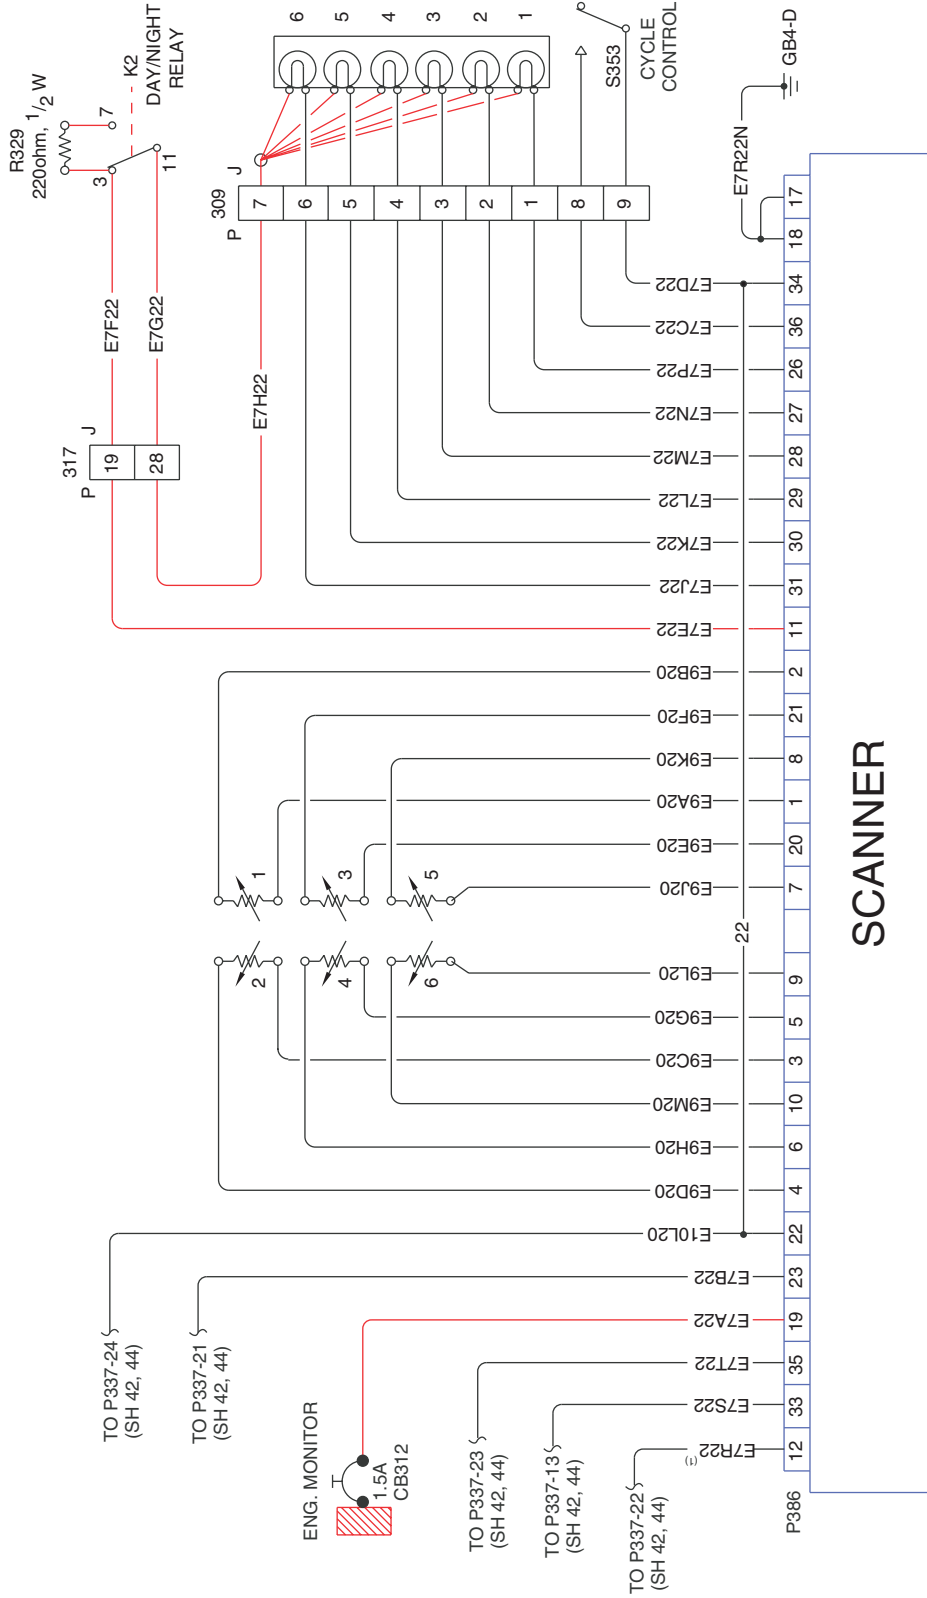 R329
220ohm, 1/2 W
3
7
K2
DAY/NIGHT
RELAY
11
E7F22
E7G22
317
P
J
19
28
6
5
4
3
2
1
309
P
J
7
6
5
4
3
2
1
8
9
E7H22
S353
CYCLE
CONTROL
E7R22N
GB4-D
TO P337-24
(SH 42, 44)
TO P337-21
(SH 42, 44)
ENG. MONITOR
1.5A
CB312
TO P337-23
(SH 42, 44)
TO P337-13
(SH 42, 44)
TO P337-22
(SH 42, 44)
2
4
6
1
3
5
E7R22 (1)
E7S22
E7T22
E7A22
E7B22
E10L20
E9D20
E9H20
E9M20
E9C20
E9G20
E9L20
E9J20
E9E20
E9A20
E9K20
E9F20
E9B20
E7E22
E7J22
E7K22
E7L22
E7M22
E7N22
E7P22
E7C22
E7D22
22
P386
12
33
35
19
23
22
4
6
10
3
5
9
7
20
1
8
21
2
11
31
30
29
28
27
26
36
34
18
17
SCANNER